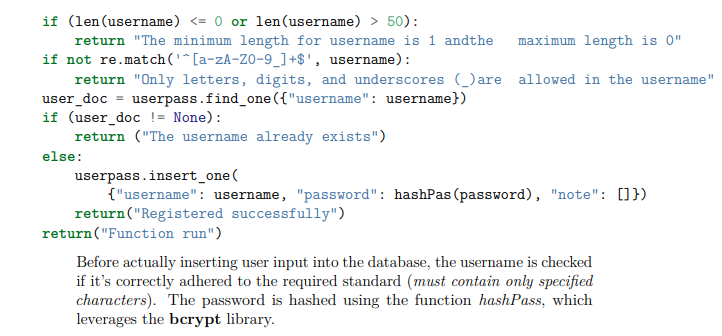 if (len(username) <= 0 or len(username) > 50):
return "The minimum length for username is 1 andthe maximum length is 0"
if not re.match('^[a-zA-Z0-9_]+$', username):
return "Only letters, digits, and underscores (_)are allowed in the username"
user_doc = userpass.find_one({"username": username})
if (user_doc != None):
return ("The username already exists")
else:
userpass.insert_one(
{"username": username, "password": hashPas(password), "note": []})
return("Registered successfully")
return("Function run")
Before actually inserting user input into the database, the username is checked
if it's correctly adhered to the required standard (must contain only specified
characters). The password is hashed using the function hashPass, which
leverages the bcrypt library.